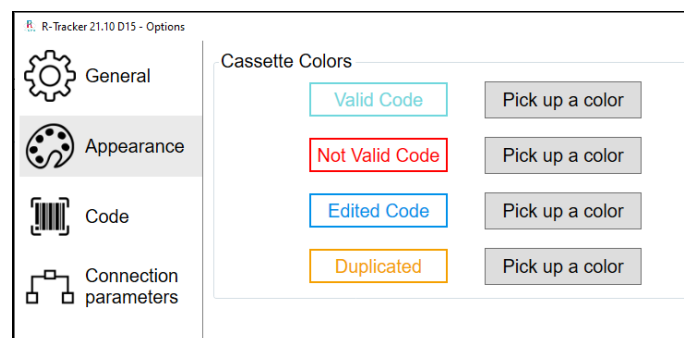 R-Tracker 21.10 D15 - Options
General
Appearance
Code
Connection
parameters
Cassette Colors
Valid Code
Pick up a color
Not Valid Code
Pick up a color
Edited Code
Pick up a color
Duplicated
Pick up a color